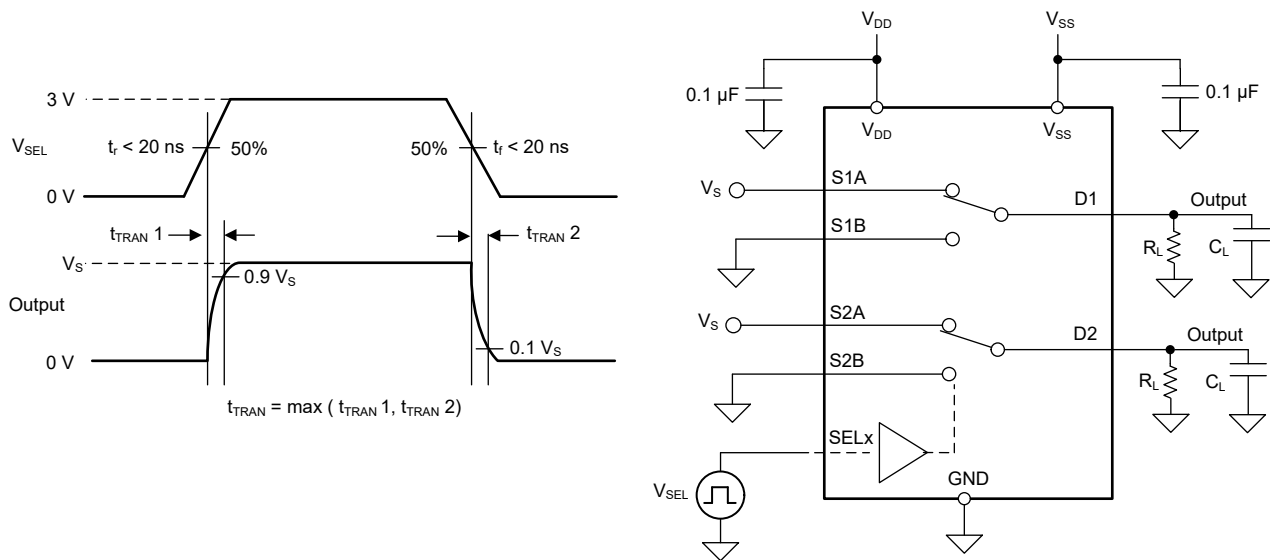 3 V
V_SEL
t_r < 20 ns
50%
50%
t_f < 20 ns
0 V
t_TRAN 1
t_TRAN 2
V_S
0.9 V_S
Output
0.1 V_S
0 V
t_TRAN = max ( t_TRAN 1, t_TRAN 2)
V_DD
V_SS
0.1 µF
0.1 µF
V_DD
V_SS
V_S
S1A
D1
Output
S1B
R_L
C_L
V_S
S2A
D2
Output
S2B
R_L
C_L
SELx
V_SEL
GND